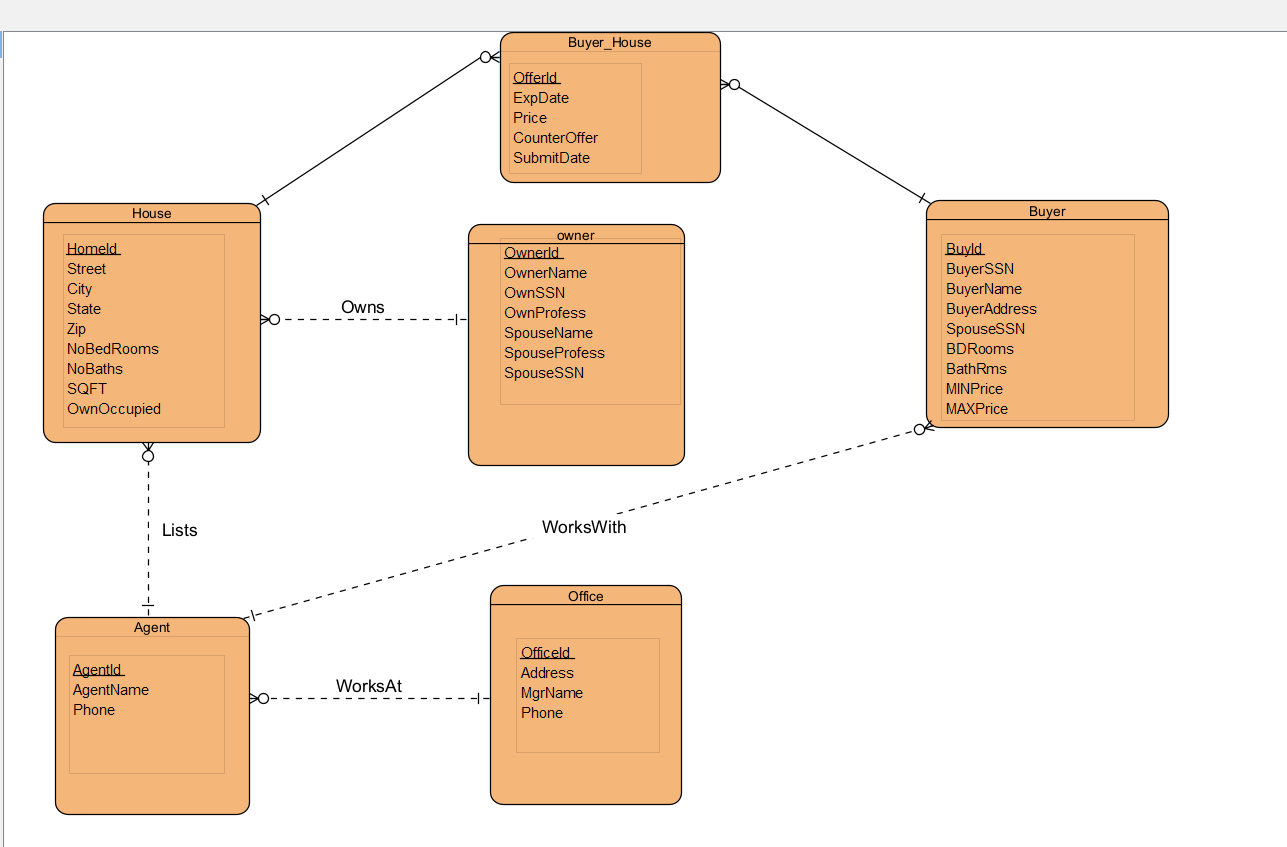 Buyer_House
OfferId
ExpDate
Price
CounterOffer
SubmitDate
House
HomeId
Street
City
State
Zip
NoBedRooms
NoBaths
SQFT
OwnOccupied
Owns
owner
OwnerId
OwnerName
OwnSSN
OwnProfess
SpouseName
SpouseProfess
SpouseSSN
Buyer
BuyId
BuyerSSN
BuyerName
BuyerAddress
SpouseSSN
BDRooms
BathRms
MINPrice
MAXPrice
Lists
WorksWith
Agent
AgentId
AgentName
Phone
WorksAt
Office
OfficeId
Address
MgrName
Phone